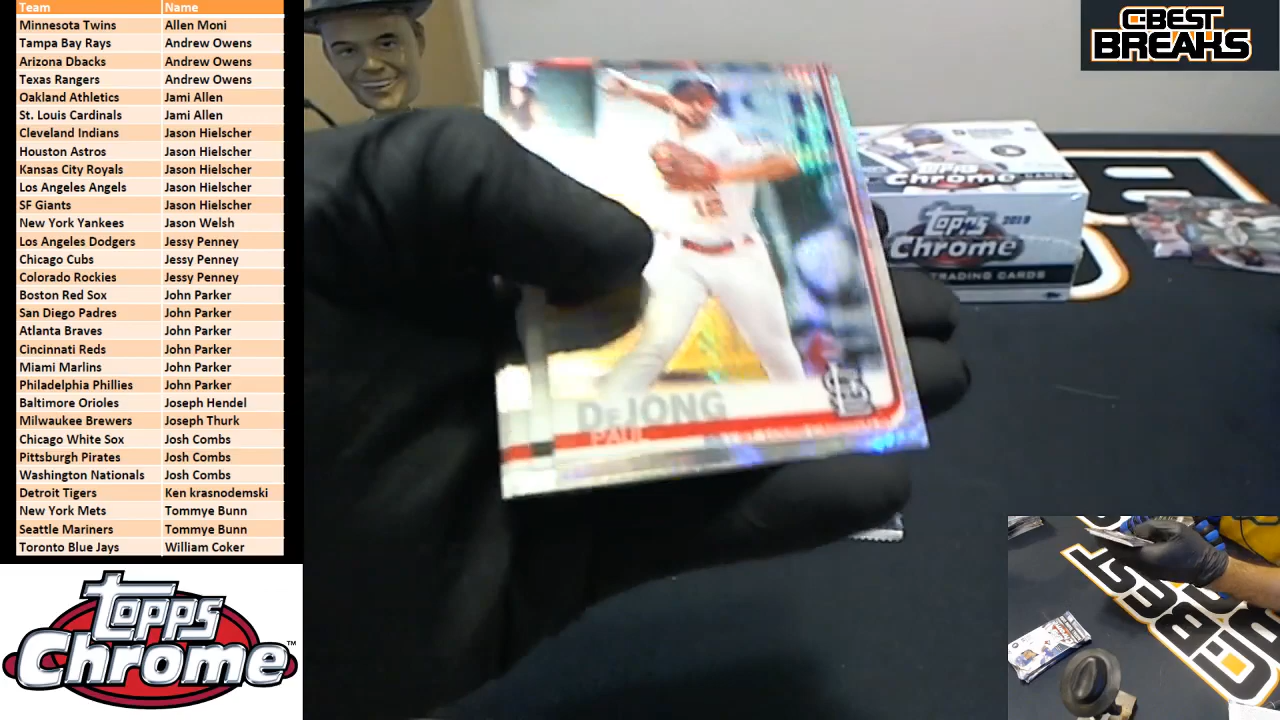 Team Name
Minnesota Twins Allen Moni
Tampa Bay Rays Andrew Owens
Arizona Dbacks Andrew Owens
Texas Rangers Andrew Owens
Oakland Athletics Jami Allen
St. Louis Cardinals Jami Allen
Cleveland Indians Jason Hielscher
Houston Astros Jason Hielscher
Kansas City Royals Jason Hielscher
Los Angeles Angels Jason Hielscher
SF Giants Jason Hielscher
New York Yankees Jason Welsh
Los Angeles Dodgers Jessy Penney
Chicago Cubs Jessy Penney
Colorado Rockies Jessy Penney
Boston Red Sox John Parker
San Diego Padres John Parker
Atlanta Braves John Parker
Cincinnati Reds John Parker
Miami Marlins John Parker
Philadelphia Phillies John Parker
Baltimore Orioles Joseph Hendel
Milwaukee Brewers Joseph Thurk
Chicago White Sox Josh Combs
Pittsburgh Pirates Josh Combs
Washington Nationals Josh Combs
Detroit Tigers Ken krasnodemski
New York Mets Tommye Bunn
Seattle Mariners Tommye Bunn
Toronto Blue Jays William Coker
Topps
Chrome™
C-BEST
BREAKS
12
DeJONG
PAUL
Topps
Chrome
Topps 2019
Chrome
TRADING CARDS
C-BEST